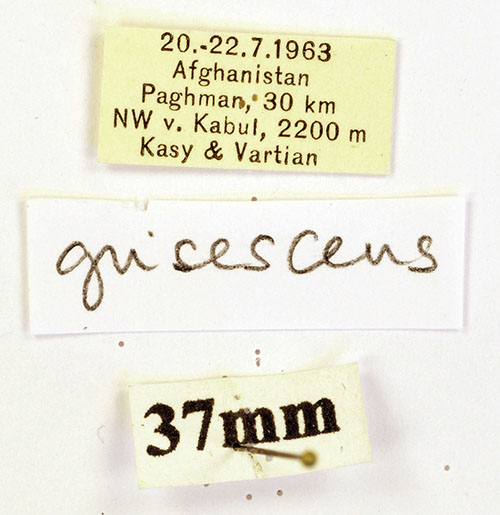 20.-22.7.1963
Afghanistan
Paghman, 30 km
NW v. Kabul, 2200 m
Kasy & Vartian
grisescens
37mm